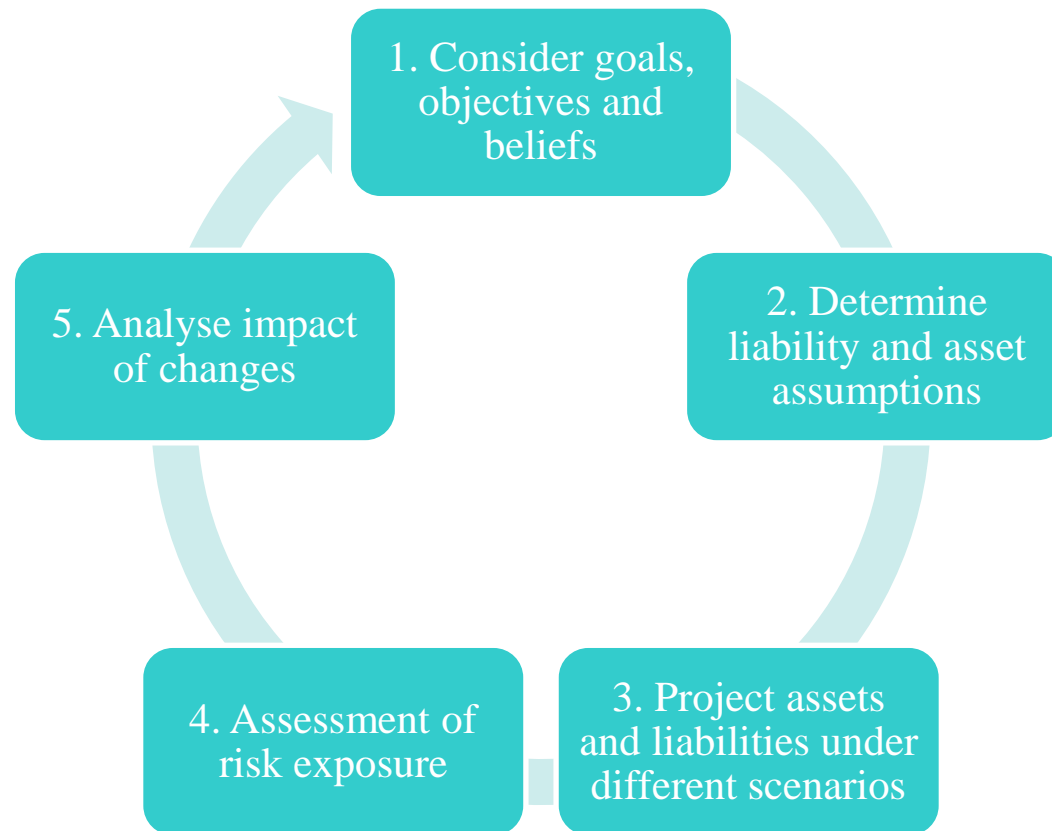 1. Consider goals,
objectives and
beliefs
2. Determine
liability and asset
assumptions
3. Project assets
and liabilities under
different scenarios
4. Assessment of
risk exposure
5. Analyse impact
of changes